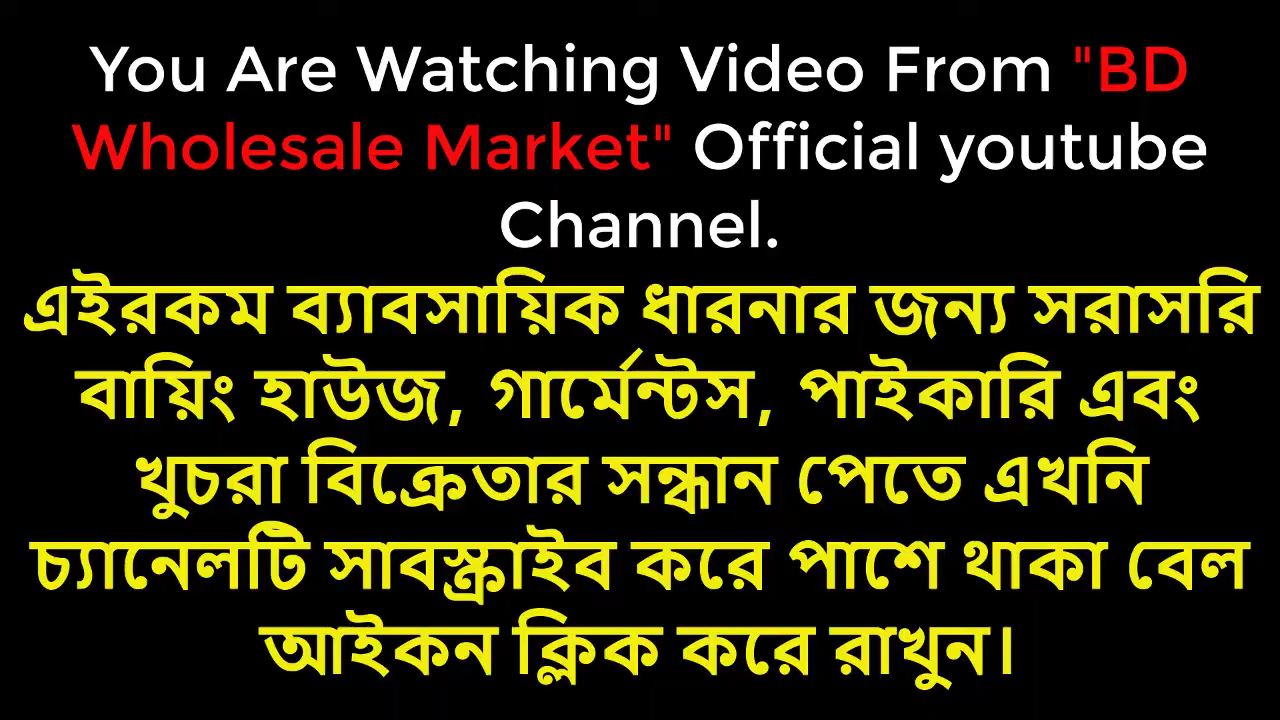 You Are Watching Video From "BD
Wholesale Market" Official youtube
Channel.
এইরকম ব্যাবসায়িক ধারনার জন্য সরাসরি
বায়িং হাউজ, গার্মেন্টস, পাইকারি এবং
খুচরা বিক্রেতার সন্ধান পেতে এখনি
চ্যানেলটি সাবস্ক্রাইব করে পাশে থাকা বেল
আইকন ক্লিক করে রাখুন।